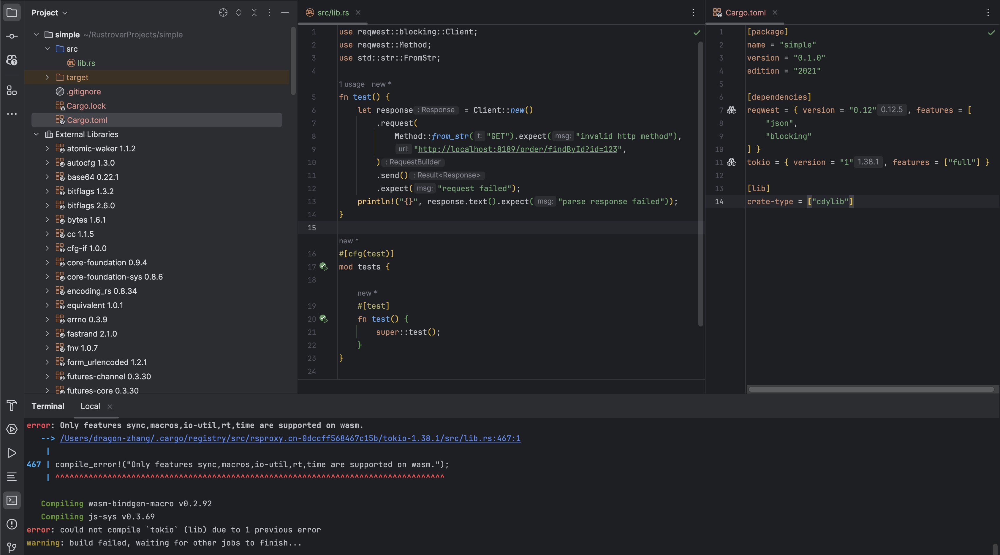 Project
simple ~/RustroverProjects/simple
src
lib.rs
target
.gitignore
Cargo.lock
Cargo.toml
External Libraries
atomic-waker 1.1.2
autocfg 1.3.0
base64 0.22.1
bitflags 1.3.2
bitflags 2.6.0
bytes 1.6.1
cc 1.1.5
cfg-if 1.0.0
core-foundation 0.9.4
core-foundation-sys 0.8.6
encoding_rs 0.8.34
equivalent 1.0.1
errno 0.3.9
fastrand 2.1.0
fnv 1.0.7
form_urlencoded 1.2.1
futures-channel 0.3.30
futures-core 0.3.30
src/lib.rs
1 use reqwest::blocking::Client;
2 use reqwest::Method;
3 use std::str::FromStr;
4
1 usage new *
5 fn test() {
6 let response : Response = Client::new()
7 .request(
8 Method::from_str( t: "GET").expect( msg: "invalid http method"),
9 url: "http://localhost:8189/order/findById?id=123",
10 ) : RequestBuilder
11 .send() : Result<Response>
12 .expect( msg: "request failed");
13 println!("{}", response.text().expect( msg: "parse response failed"));
14 }
15
new *
16 #[cfg(test)]
17 mod tests {
18
new *
19 #[test]
20 fn test() {
21 super::test();
22 }
23 }
24
Cargo.toml
1 [package]
2 name = "simple"
3 version = "0.1.0"
4 edition = "2021"
5
6 [dependencies]
7 reqwest = { version = "0.12" 0.12.5 , features = [
8 "json",
9 "blocking"
10 ] }
11 tokio = { version = "1" 1.38.1 , features = ["full"] }
12
13 [lib]
14 crate-type = ["cdylib"]
Terminal Local
error: Only features sync,macros,io-util,rt,time are supported on wasm.
--> /Users/dragon-zhang/.cargo/registry/src/rsproxy.cn-0dccff568467c15b/tokio-1.38.1/src/lib.rs:467:1
|
467 | compile_error!("Only features sync,macros,io-util,rt,time are supported on wasm.");
| ^^^^^^^^^^^^^^^^^^^^^^^^^^^^^^^^^^^^^^^^^^^^^^^^^^^^^^^^^^^^^^^^^^^^^^^^^^^^^^^^^^
Compiling wasm-bindgen-macro v0.2.92
Compiling js-sys v0.3.69
error: could not compile `tokio` (lib) due to 1 previous error
warning: build failed, waiting for other jobs to finish...